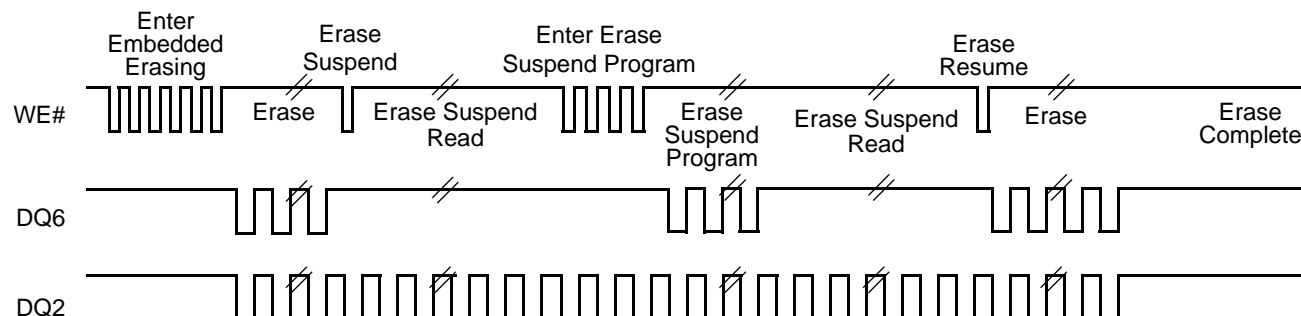 Enter
Embedded
Erasing
Erase
Suspend
Enter Erase
Suspend Program
Erase
Resume
WE#
Erase
Erase Suspend
Read
Erase
Suspend
Program
Erase Suspend
Read
Erase
Erase
Complete
DQ6
DQ2